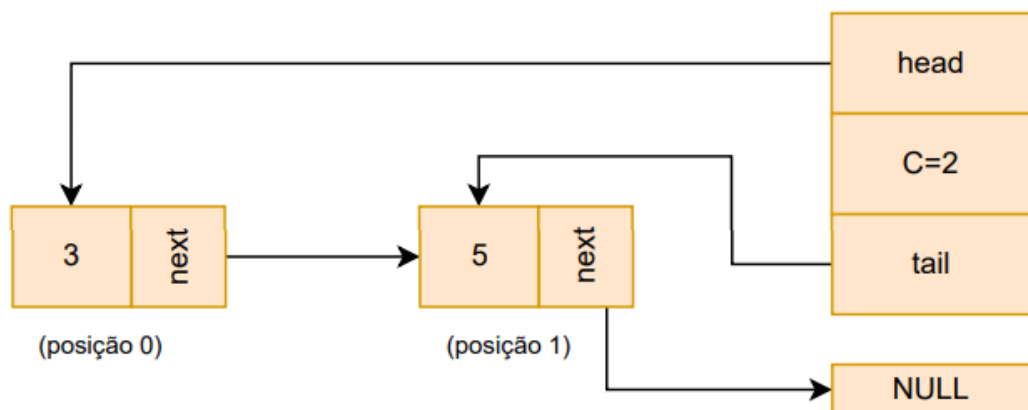 head
C=2
tail
3
next
5
next
(posição 0)
(posição 1)
NULL